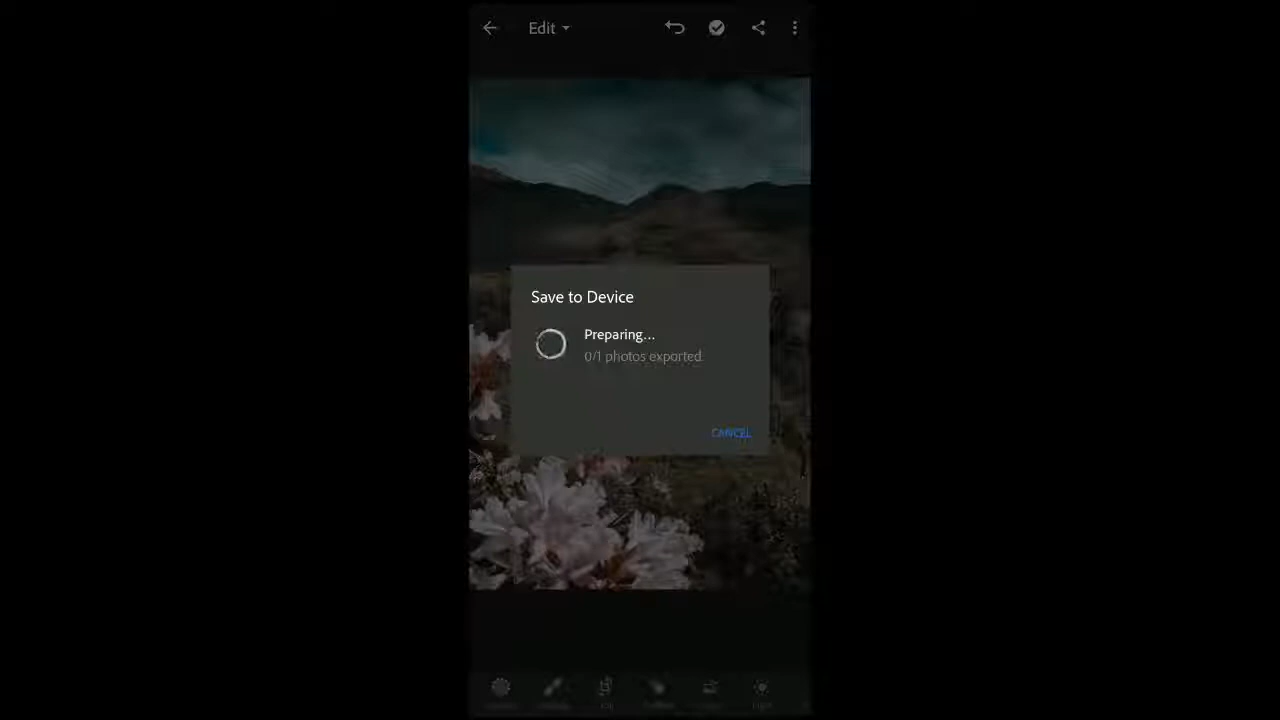 Edit
Save to Device
Preparing...
0/1 photos exported.
CANCEL